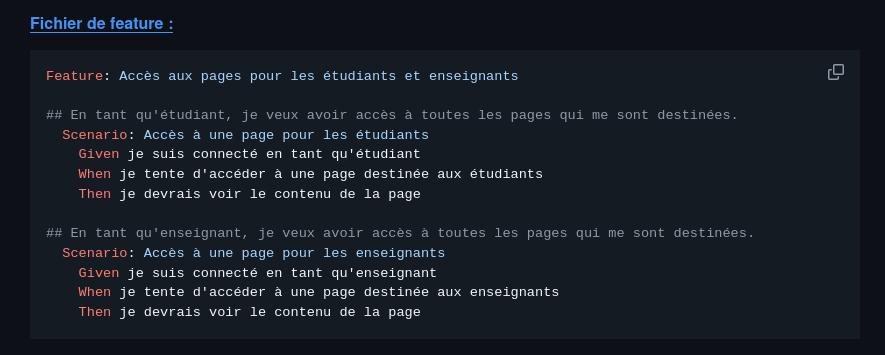 Fichier de feature :
Feature: Accès aux pages pour les étudiants et enseignants
## En tant qu'étudiant, je veux avoir accès à toutes les pages qui me sont destinées.
Scenario: Accès à une page pour les étudiants
Given je suis connecté en tant qu'étudiant
When je tente d'accéder à une page destinée aux étudiants
Then je devrais voir le contenu de la page
## En tant qu'enseignant, je veux avoir accès à toutes les pages qui me sont destinées.
Scenario: Accès à une page pour les enseignants
Given je suis connecté en tant qu'enseignant
When je tente d'accéder à une page destinée aux enseignants
Then je devrais voir le contenu de la page